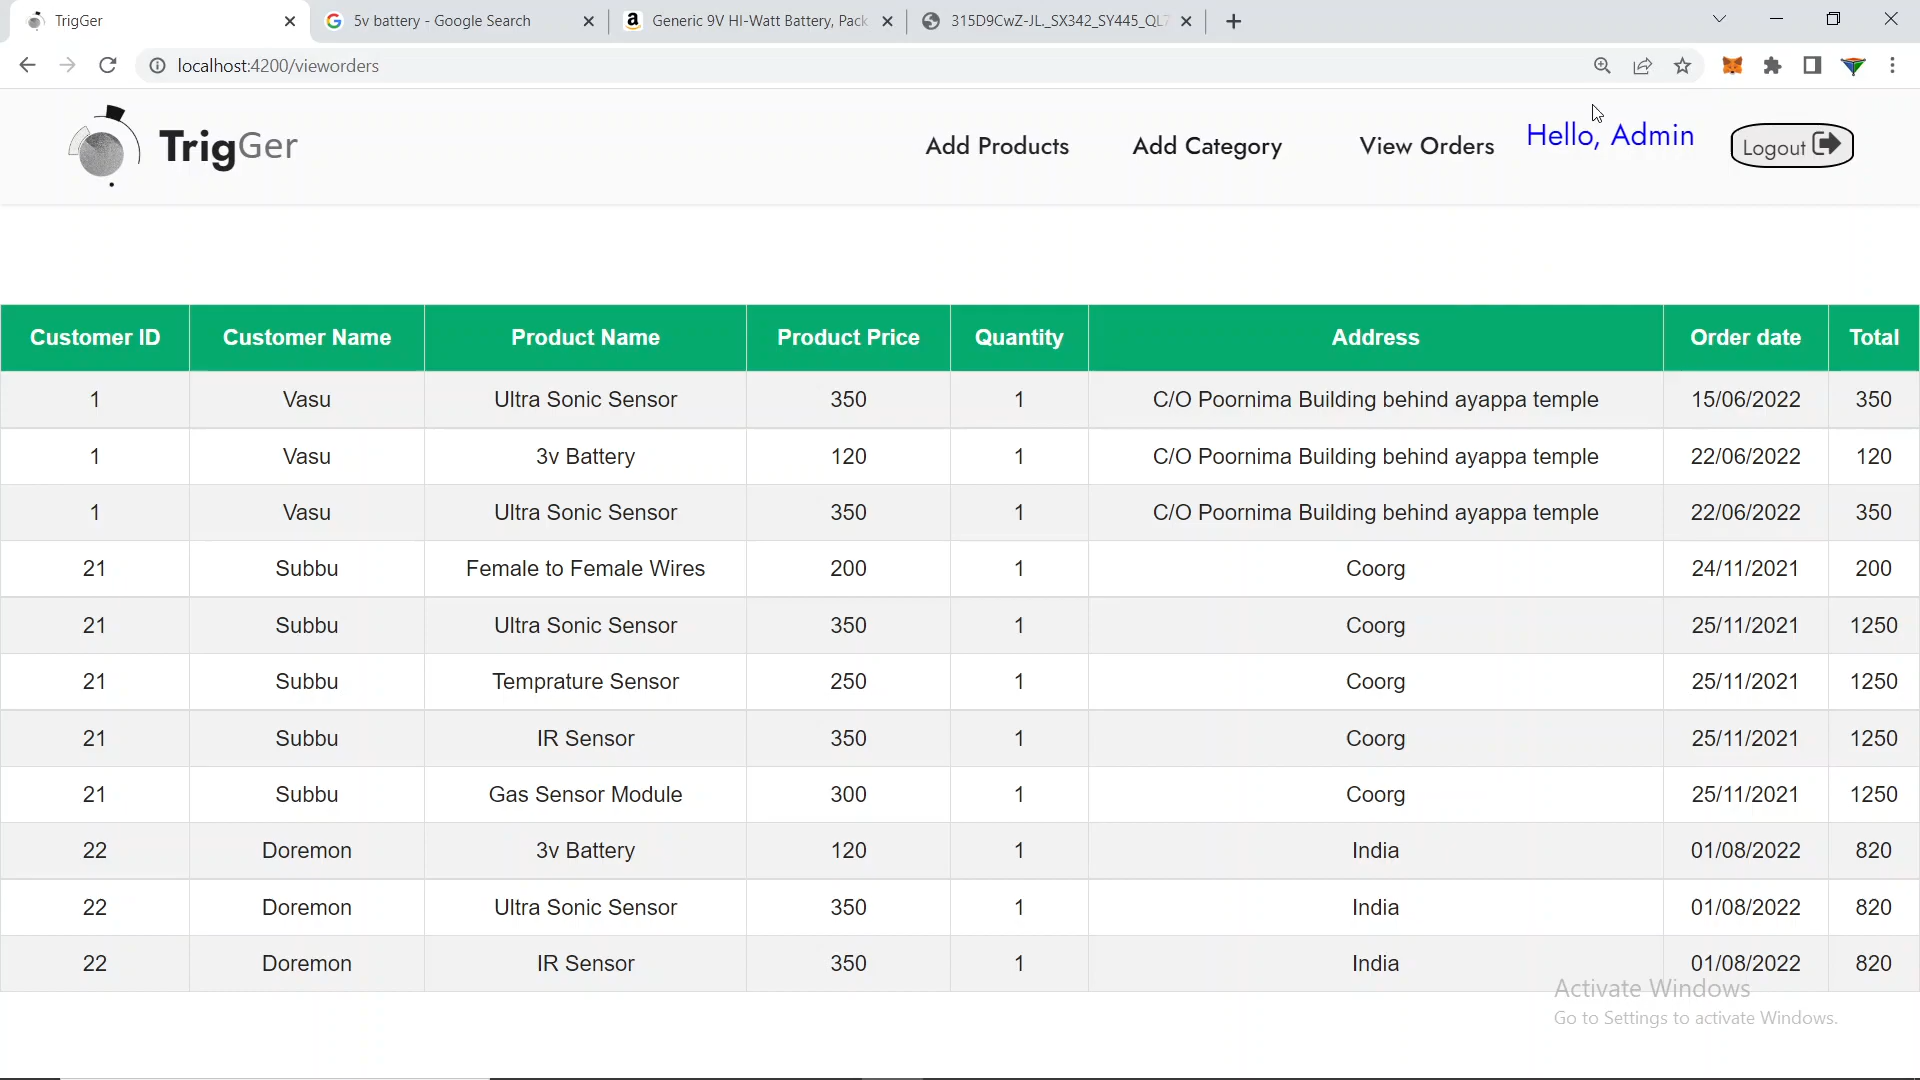 TrigGer
5v battery - Google Search
Generic 9V HI-Watt Battery, Pack
315D9CwZ-JL._SX342_SY445_QL7
localhost:4200/vieworders
TrigGer
Add Products
Add Category
View Orders
Hello, Admin
Logout
Customer ID Customer Name Product Name Product Price Quantity Address Order date Total
1 Vasu Ultra Sonic Sensor 350 1 C/O Poornima Building behind ayappa temple 15/06/2022 350
1 Vasu 3v Battery 120 1 C/O Poornima Building behind ayappa temple 22/06/2022 120
1 Vasu Ultra Sonic Sensor 350 1 C/O Poornima Building behind ayappa temple 22/06/2022 350
21 Subbu Female to Female Wires 200 1 Coorg 24/11/2021 200
21 Subbu Ultra Sonic Sensor 350 1 Coorg 25/11/2021 1250
21 Subbu Temprature Sensor 250 1 Coorg 25/11/2021 1250
21 Subbu IR Sensor 350 1 Coorg 25/11/2021 1250
21 Subbu Gas Sensor Module 300 1 Coorg 25/11/2021 1250
22 Doremon 3v Battery 120 1 India 01/08/2022 820
22 Doremon Ultra Sonic Sensor 350 1 India 01/08/2022 820
22 Doremon IR Sensor 350 1 India 01/08/2022 820
Activate Windows
Go to Settings to activate Windows.